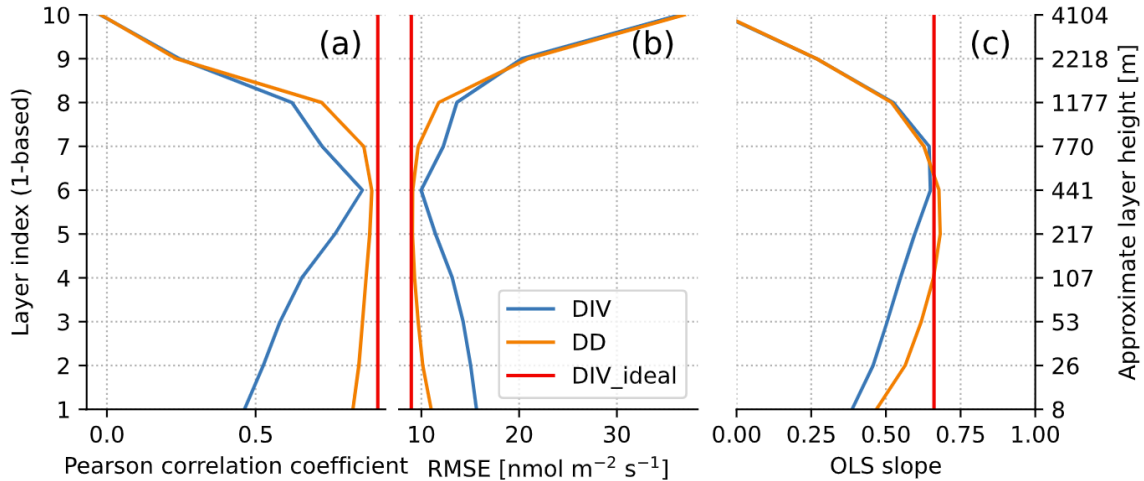 10
9
8
7
6
5
4
3
2
1
Layer index (1-based)
(a)
0.0 0.5
Pearson correlation coefficient
(b)
DIV
DD
DIV_ideal
10 20 30
RMSE [nmol m⁻² s⁻¹]
(c)
0.00 0.25 0.50 0.75 1.00
OLS slope
4104
2218
1177
770
441
217
107
53
26
8
Approximate layer height [m]